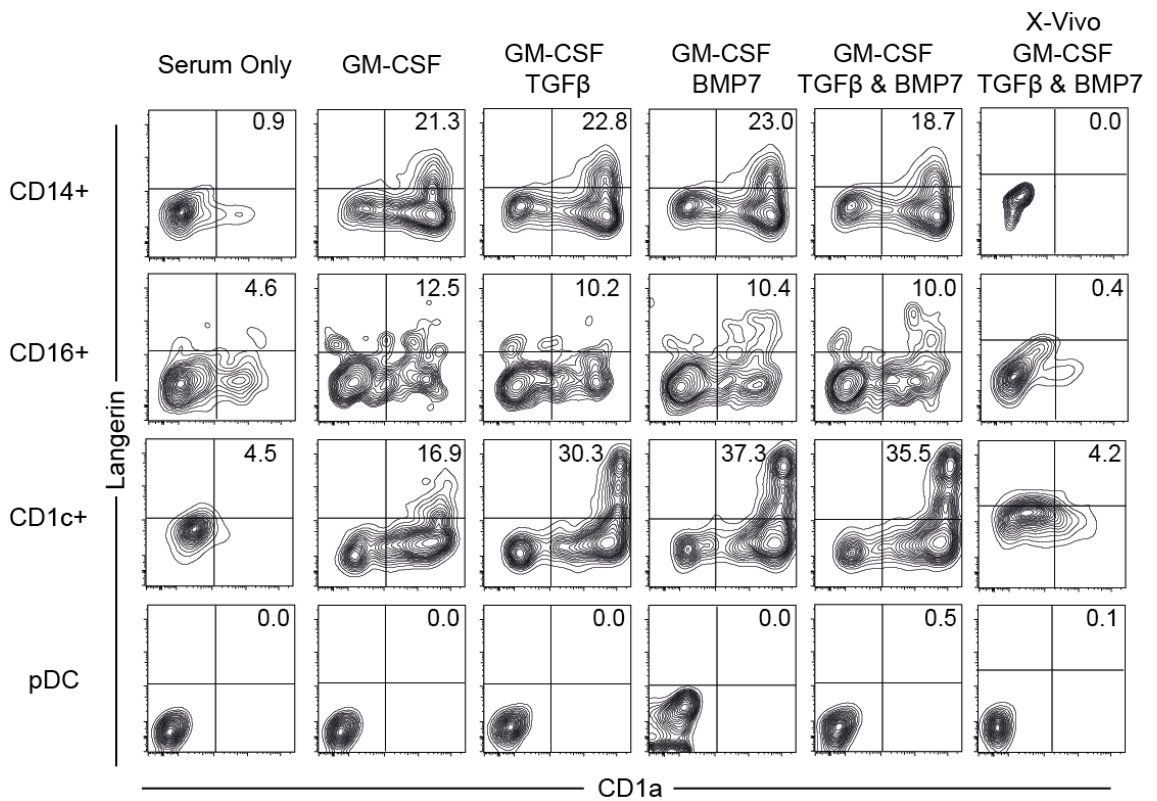 Serum Only
GM-CSF
GM-CSF
TGFβ
GM-CSF
BMP7
GM-CSF
TGFβ & BMP7
X-Vivo
GM-CSF
TGFβ & BMP7
CD14+
0.9
21.3
22.8
23.0
18.7
0.0
CD16+
4.6
12.5
10.2
10.4
10.0
0.4
CD1c+
4.5
16.9
30.3
37.3
35.5
4.2
pDC
0.0
0.0
0.0
0.0
0.5
0.1
Langerin
CD1a